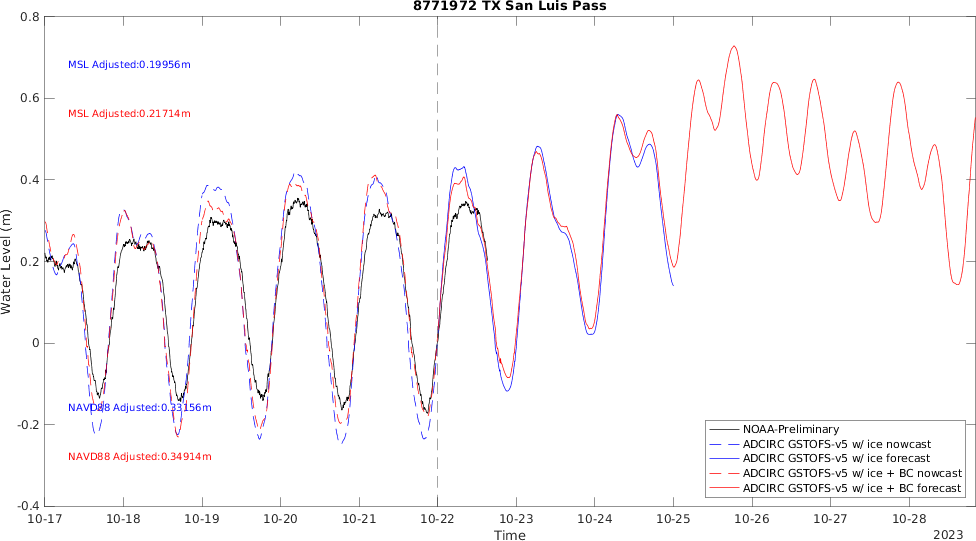 8771972 TX San Luis Pass
0.8
0.6
0.4
0.2
0
-0.2
-0.4
Water Level (m)
MSL Adjusted:0.19956m
MSL Adjusted:0.21714m
NAVD88 Adjusted:0.33156m
NAVD88 Adjusted:0.34914m
NOAA-Preliminary
ADCIRC GSTOFS-v5 w/ ice nowcast
ADCIRC GSTOFS-v5 w/ ice forecast
ADCIRC GSTOFS-v5 w/ ice + BC nowcast
ADCIRC GSTOFS-v5 w/ ice + BC forecast
10-17 10-18 10-19 10-20 10-21 10-22 10-23 10-24 10-25 10-26 10-27 10-28
Time
2023